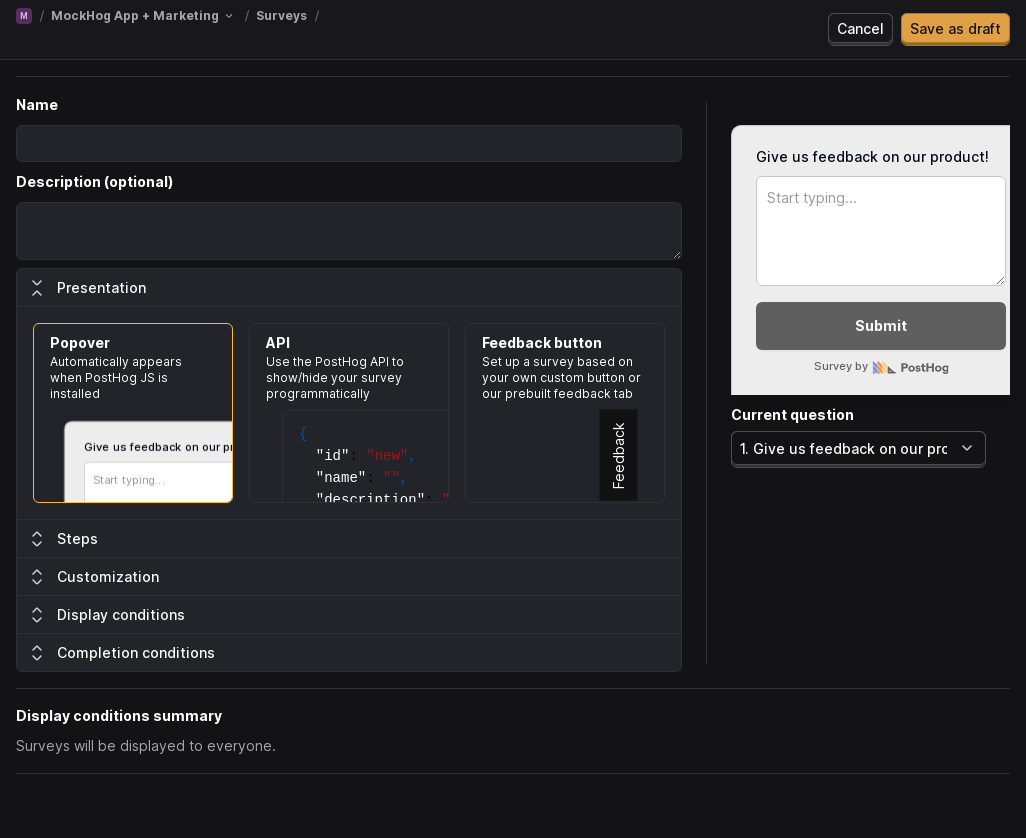 M / MockHog App + Marketing / Surveys /
Cancel
Save as draft
Name
Description (optional)
Presentation
Popover
Automatically appears
when PostHog JS is
installed
Give us feedback on our pr
Start typing...
API
Use the PostHog API to
show/hide your survey
programmatically
{
"id": "new",
"name": "",
"description": "
Feedback button
Set up a survey based on
your own custom button or
our prebuilt feedback tab
Feedback
Steps
Customization
Display conditions
Completion conditions
Give us feedback on our product!
Start typing...
Submit
Survey by PostHog
Current question
1. Give us feedback on our pro
Display conditions summary
Surveys will be displayed to everyone.